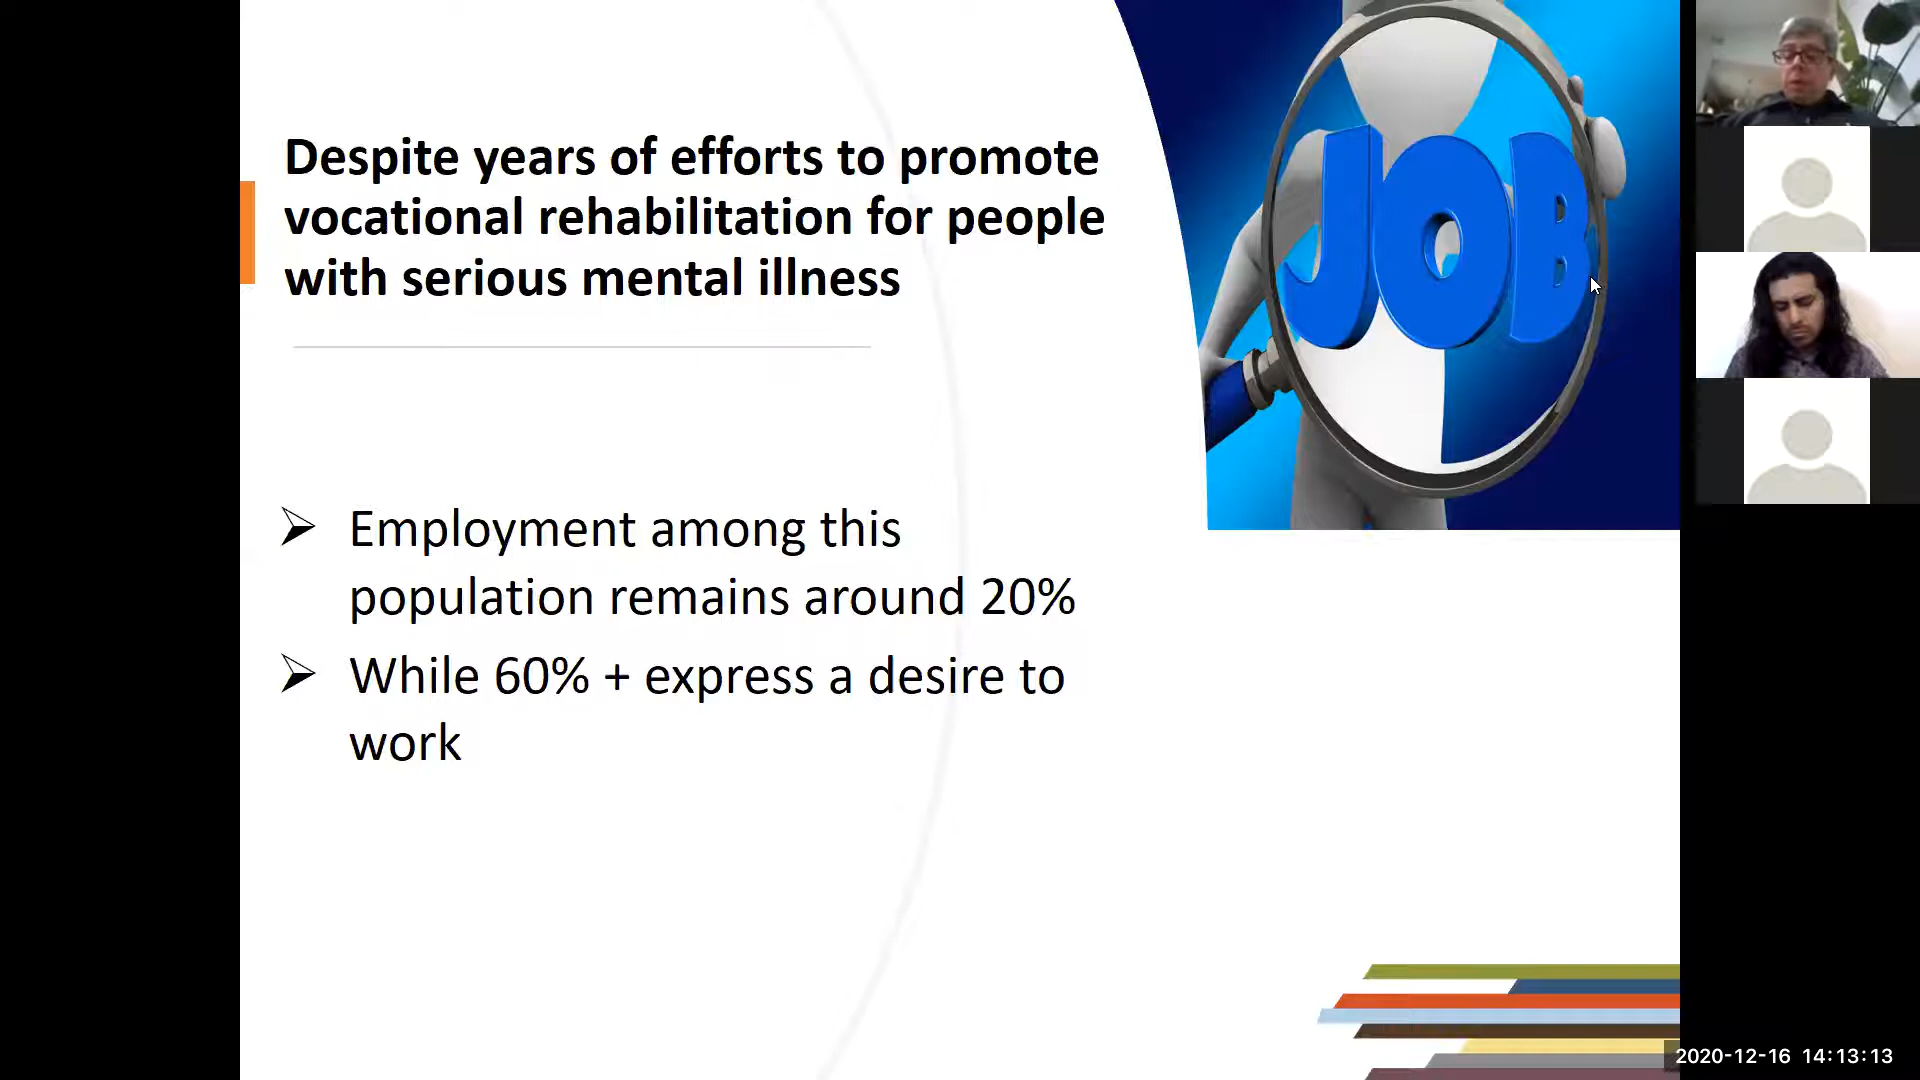 Despite years of efforts to promote
vocational rehabilitation for people
with serious mental illness
JOB
Employment among this
population remains around 20%
While 60% + express a desire to
work
2020-12-16 14:13:13